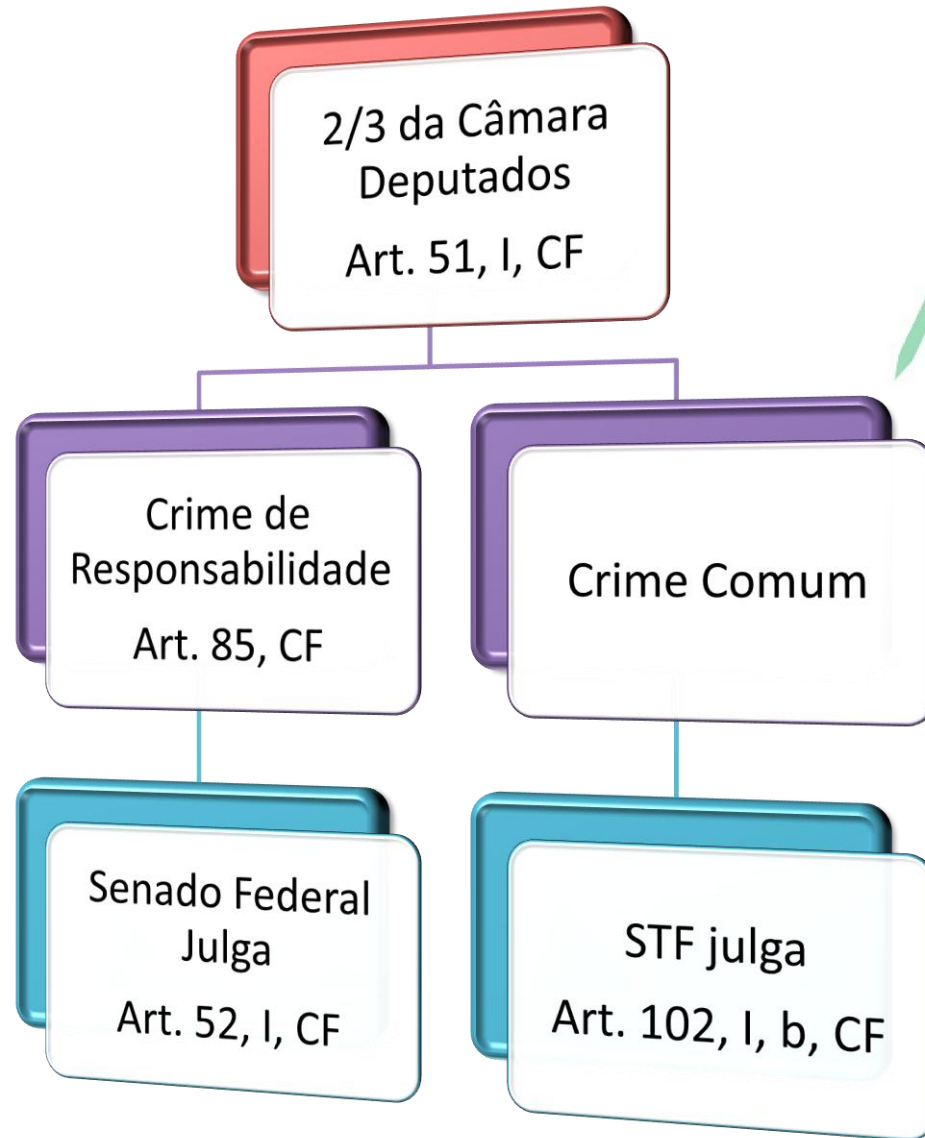 2/3 da Câmara
Deputados
Art. 51, I, CF
Crime de
Responsabilidade
Art. 85, CF
Crime Comum
Senado Federal
Julga
Art. 52, I, CF
STF julga
Art. 102, I, b, CF